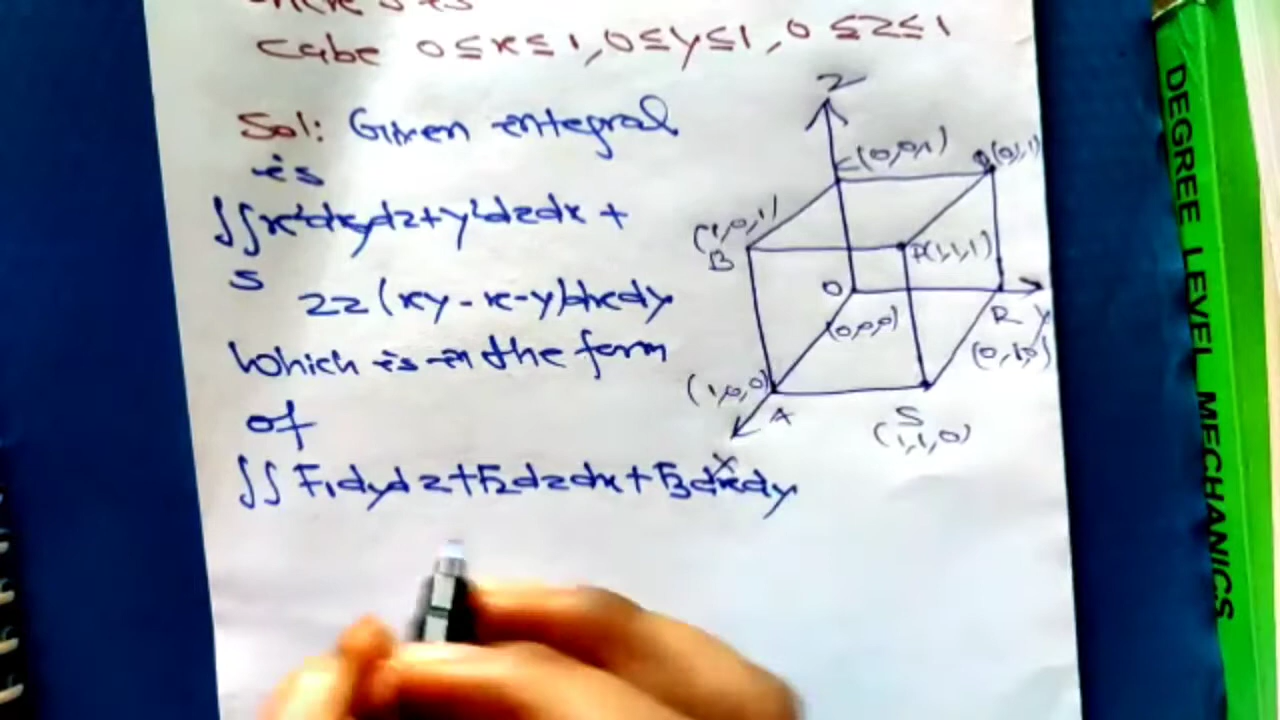 cube 0≤x≤1, 0≤y≤1, 0≤z≤1
Sol: Given integral
is
∫∫x²dydz+y²dzdx +
S
2z(xy-x-y)dxdy
Which is in the form
of
∫∫ F₁dydz+F₂dzdx+F₃dxdy
Z
C(0,0,1)
(0,1,1)
(1,0,1)
B
P(1,1,1)
O
(0,0,0)
R
Y
(0,1,0)
(1,0,0)
A
S
(1,1,0)
DEGREE LEVEL MECHANICS